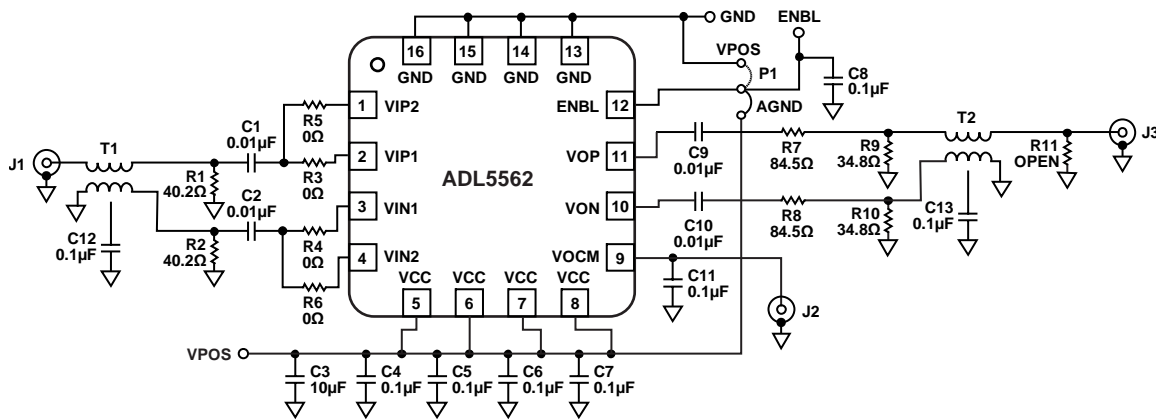 GND
ENBL
VPOS
P1
C8
0.1µF
AGND
16
GND
15
GND
14
GND
13
GND
1 VIP2
2 VIP1
3 VIN1
4 VIN2
ADL5562
ENBL 12
VOP 11
VON 10
VOCM 9
VCC
5
VCC
6
VCC
7
VCC
8
J1
T1
R1
40.2Ω
R2
40.2Ω
C12
0.1µF
C1
0.01µF
C2
0.01µF
R5
0Ω
R3
0Ω
R4
0Ω
R6
0Ω
C9
0.01µF
C10
0.01µF
R7
84.5Ω
R8
84.5Ω
R9
34.8Ω
R10
34.8Ω
T2
C13
0.1µF
R11
OPEN
J3
C11
0.1µF
J2
VPOS
C3
10µF
C4
0.1µF
C5
0.1µF
C6
0.1µF
C7
0.1µF